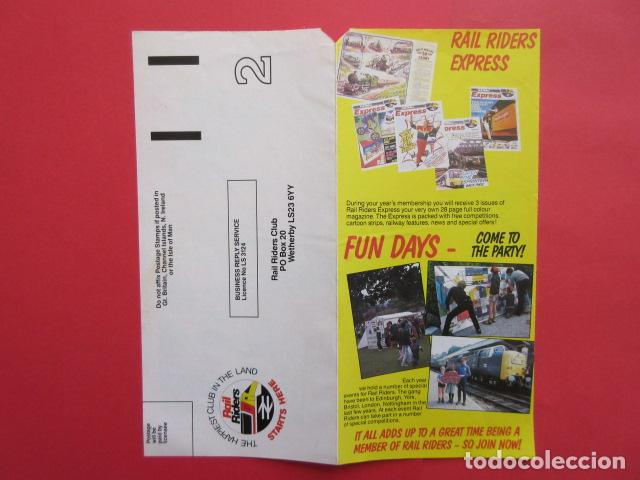 2
Do not affix Postage Stamps if posted in
Gt. Britain, Channel Islands, N. Ireland
or the Isle of Man
BUSINESS REPLY SERVICE
Licence No LS 3124
Rail Riders Club
PO Box 20
Wetherby LS23 6YY
THE HAPPIEST CLUB IN THE LAND
Rail
Riders
STARTS HERE
Postage
will be
paid by
licensee
RAIL RIDERS
EXPRESS
Express
Express
Express
Express
During your year's membership you will receive 3 issues of
Rail Riders Express your very own 28 page full colour
magazine. The Express is packed with free competitions,
cartoon strips, railway features, news and special offers!
FUN DAYS –
COME TO
THE PARTY!
Each year
we hold a number of special
events for Rail Riders. The gang
have been to Edinburgh, York,
Bristol, London, Nottingham in the
last few years. At each event Rail
Riders can take part in a number
of special competitions.
IT ALL ADDS UP TO A GREAT TIME BEING A
MEMBER OF RAIL RIDERS – SO JOIN NOW!
todocoleccion.net